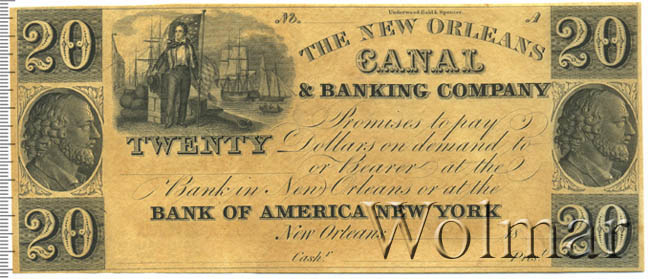 20
20
20
20
No.
Underwood Bald & Spencer
A
THE NEW ORLEANS
CANAL
& BANKING COMPANY
TWENTY
Promises to pay
Dollars on demand to
or Bearer at the
Bank in New Orleans or at the
BANK OF AMERICA NEW YORK
New Orleans
Cash.r
Pres.t
Wolmar